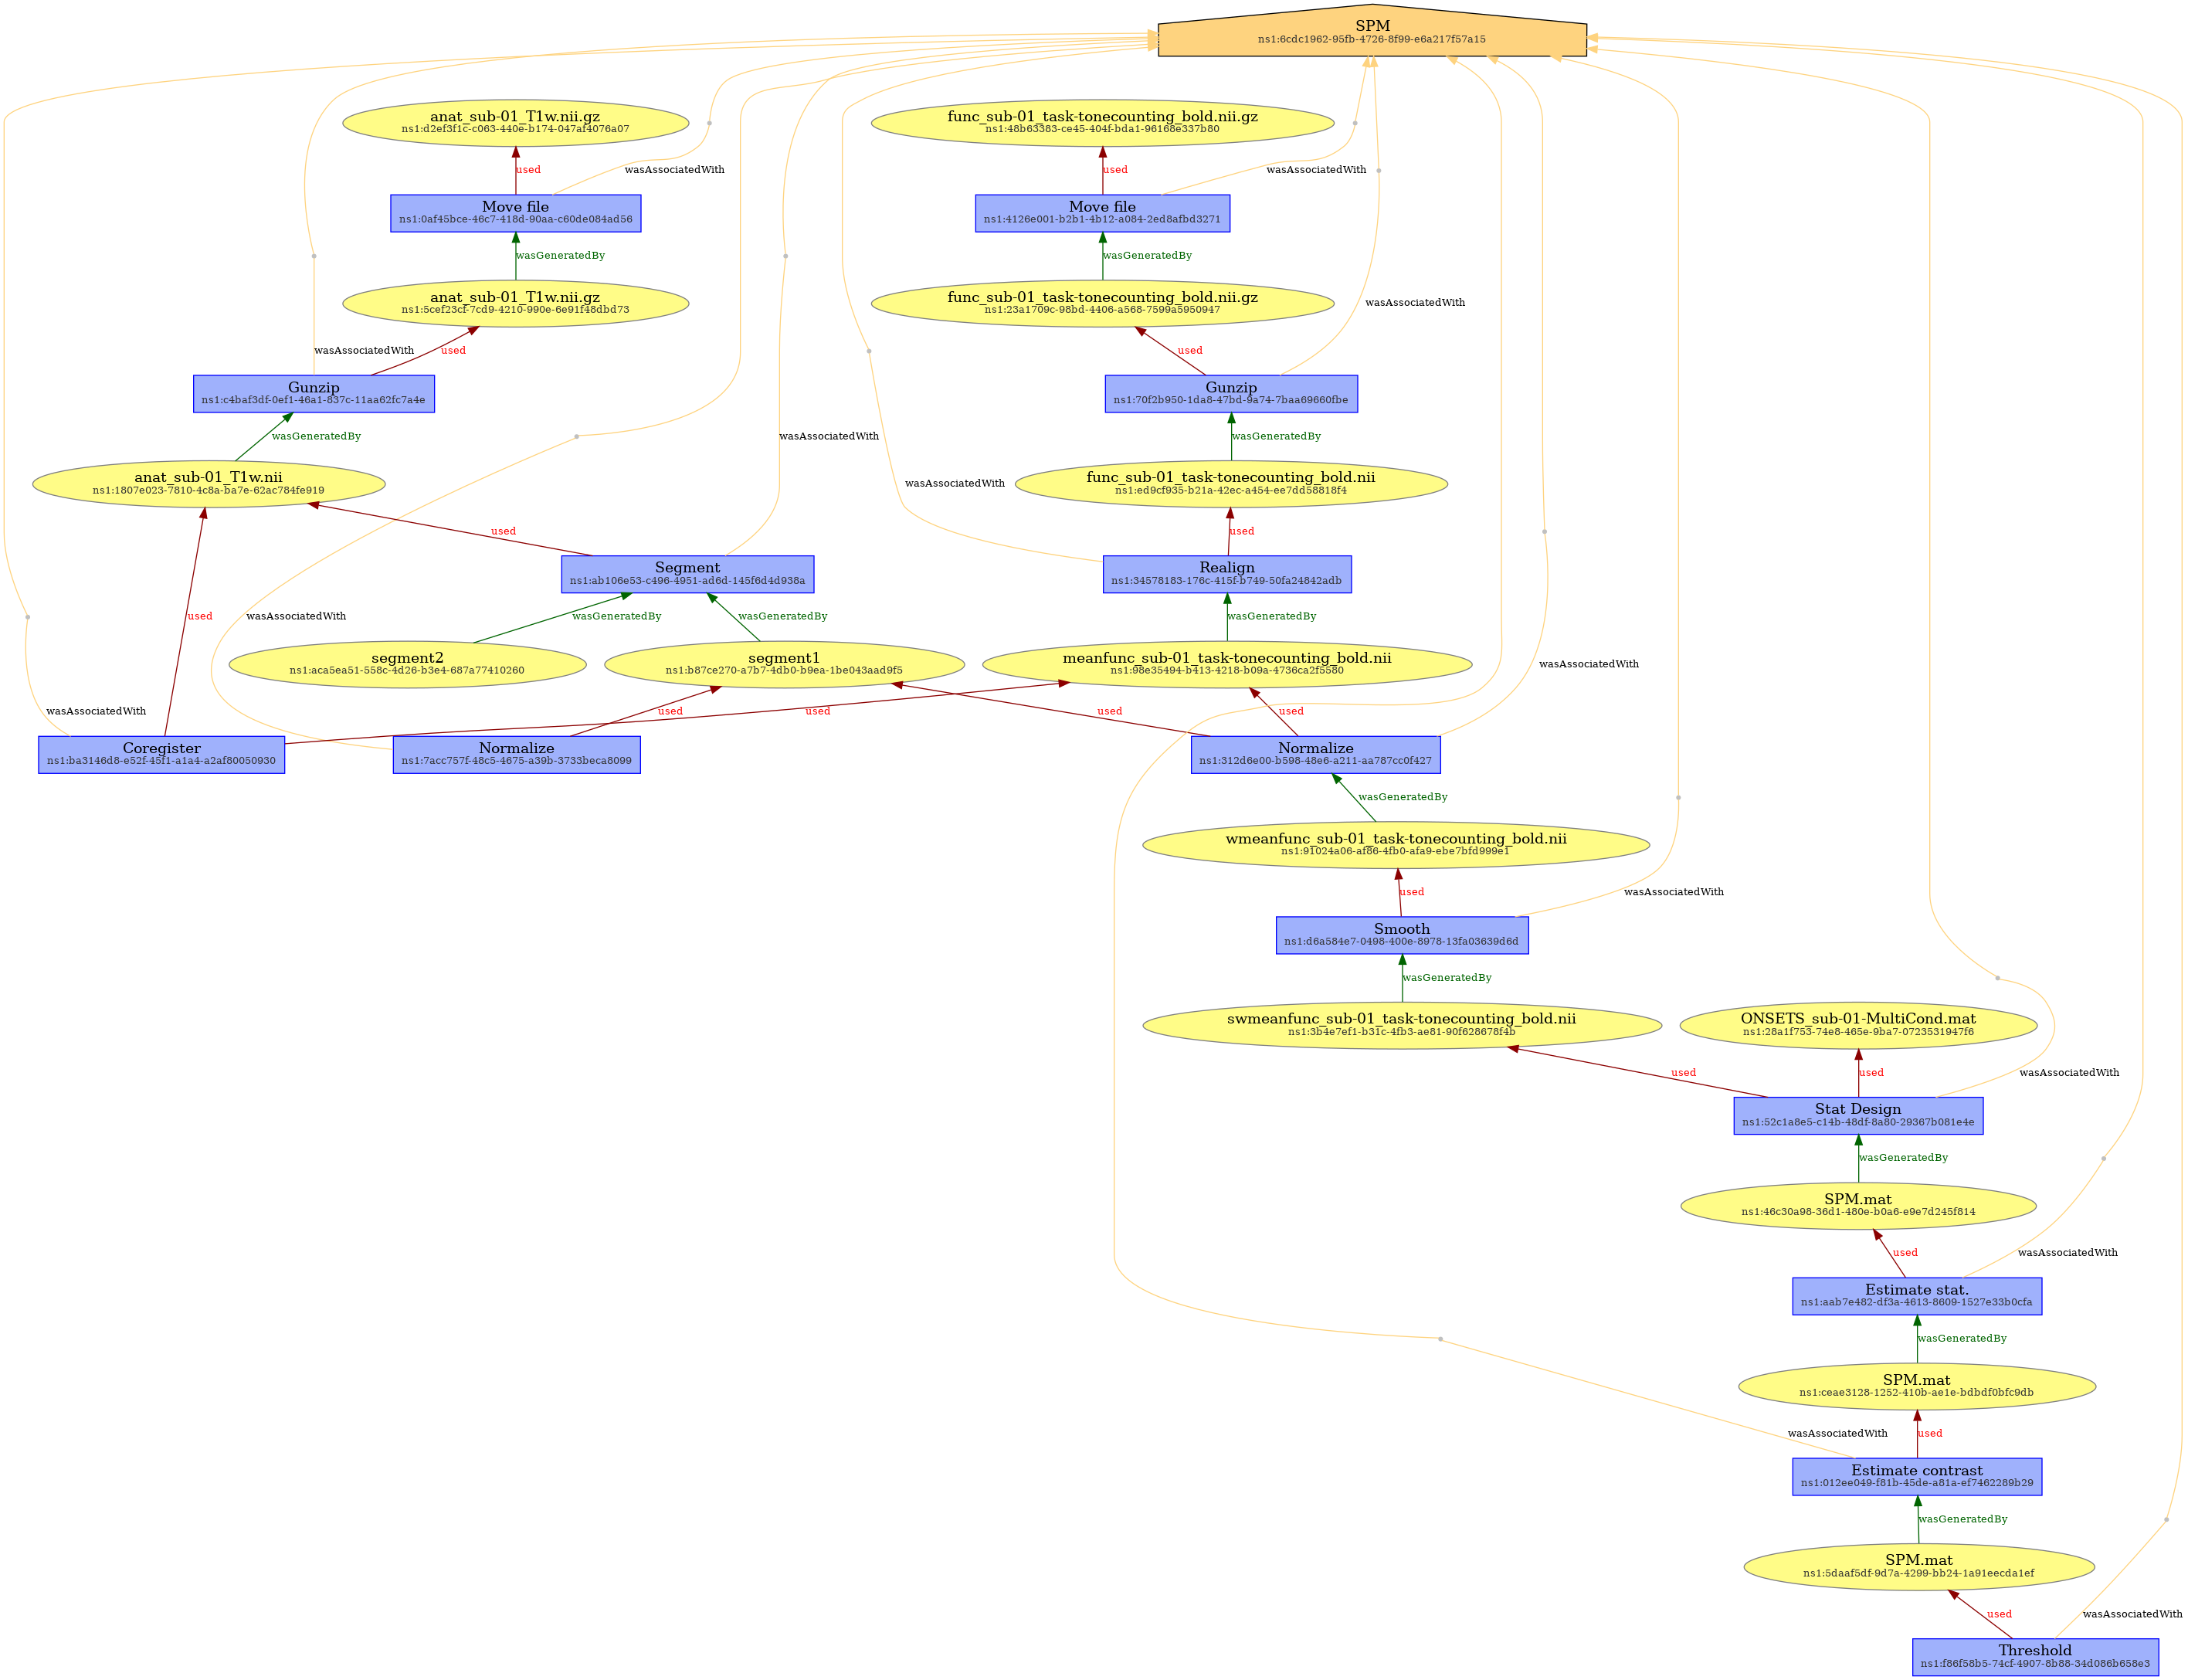 SPM
ns1:6cdc1962-95fb-4726-8f99-e6a217f57a15
anat_sub-01_T1w.nii.gz
ns1:d2ef3f1c-c063-440e-b174-047af4076a07
func_sub-01_task-tonecounting_bold.nii.gz
ns1:48b63383-ce45-404f-bda1-96168e337b80
used
wasAssociatedWith
used
wasAssociatedWith
Move file
ns1:0af45bce-46c7-418d-90aa-c60de084ad56
Move file
ns1:4126e001-b2b1-4b12-a084-2ed8afbd3271
wasGeneratedBy
wasGeneratedBy
anat_sub-01_T1w.nii.gz
ns1:5cef23cf-7cd9-4210-990e-6e91f48dbd73
func_sub-01_task-tonecounting_bold.nii.gz
ns1:23a1709c-98bd-4406-a568-7599a5950947
wasAssociatedWith
used
used
wasAssociatedWith
Gunzip
ns1:c4baf3df-0ef1-46a1-837c-11aa62fc7a4e
Gunzip
ns1:70f2b950-1da8-47bd-9a74-7baa69660fbe
wasGeneratedBy
wasAssociatedWith
wasGeneratedBy
anat_sub-01_T1w.nii
ns1:1807e023-7810-4c8a-ba7e-62ac784fe919
wasAssociatedWith
func_sub-01_task-tonecounting_bold.nii
ns1:ed9cf935-b21a-42ec-a454-ee7dd58818f4
used
used
Segment
ns1:ab106e53-c496-4951-ad6d-145f6d4d938a
Realign
ns1:34578183-176c-415f-b749-50fa24842adb
used
wasAssociatedWith
wasGeneratedBy
wasGeneratedBy
wasGeneratedBy
segment2
ns1:aca5ea51-558c-4d26-b3e4-687a77410260
segment1
ns1:b87ce270-a7b7-4db0-b9ea-1be043aad9f5
meanfunc_sub-01_task-tonecounting_bold.nii
ns1:98e35494-b413-4218-b09a-4736ca2f5580
wasAssociatedWith
wasAssociatedWith
used
used
used
used
Coregister
ns1:ba3146d8-e52f-45f1-a1a4-a2af80050930
Normalize
ns1:7acc757f-48c5-4675-a39b-3733beca8099
Normalize
ns1:312d6e00-b598-48e6-a211-aa787cc0f427
wasGeneratedBy
wmeanfunc_sub-01_task-tonecounting_bold.nii
ns1:91024a06-af86-4fb0-afa9-ebe7bfd999e1
used
wasAssociatedWith
Smooth
ns1:d6a584e7-0498-400e-8978-13fa03639d6d
wasGeneratedBy
swmeanfunc_sub-01_task-tonecounting_bold.nii
ns1:3b4e7ef1-b31c-4fb3-ae81-90f628678f4b
ONSETS_sub-01-MultiCond.mat
ns1:28a1f753-74e8-465e-9ba7-0723531947f6
used
used
wasAssociatedWith
Stat Design
ns1:52c1a8e5-c14b-48df-8a80-29367b081e4e
wasGeneratedBy
SPM.mat
ns1:46c30a98-36d1-480e-b0a6-e9e7d245f814
used
wasAssociatedWith
Estimate stat.
ns1:aab7e482-df3a-4613-8609-1527e33b0cfa
wasGeneratedBy
SPM.mat
ns1:ceae3128-1252-410b-ae1e-bdbdf0bfc9db
wasAssociatedWith
used
Estimate contrast
ns1:012ee049-f81b-45de-a81a-ef7462289b29
wasGeneratedBy
SPM.mat
ns1:5daaf5df-9d7a-4299-bb24-1a91eecda1ef
used
wasAssociatedWith
Threshold
ns1:f86f58b5-74cf-4907-8b88-34d086b658e3